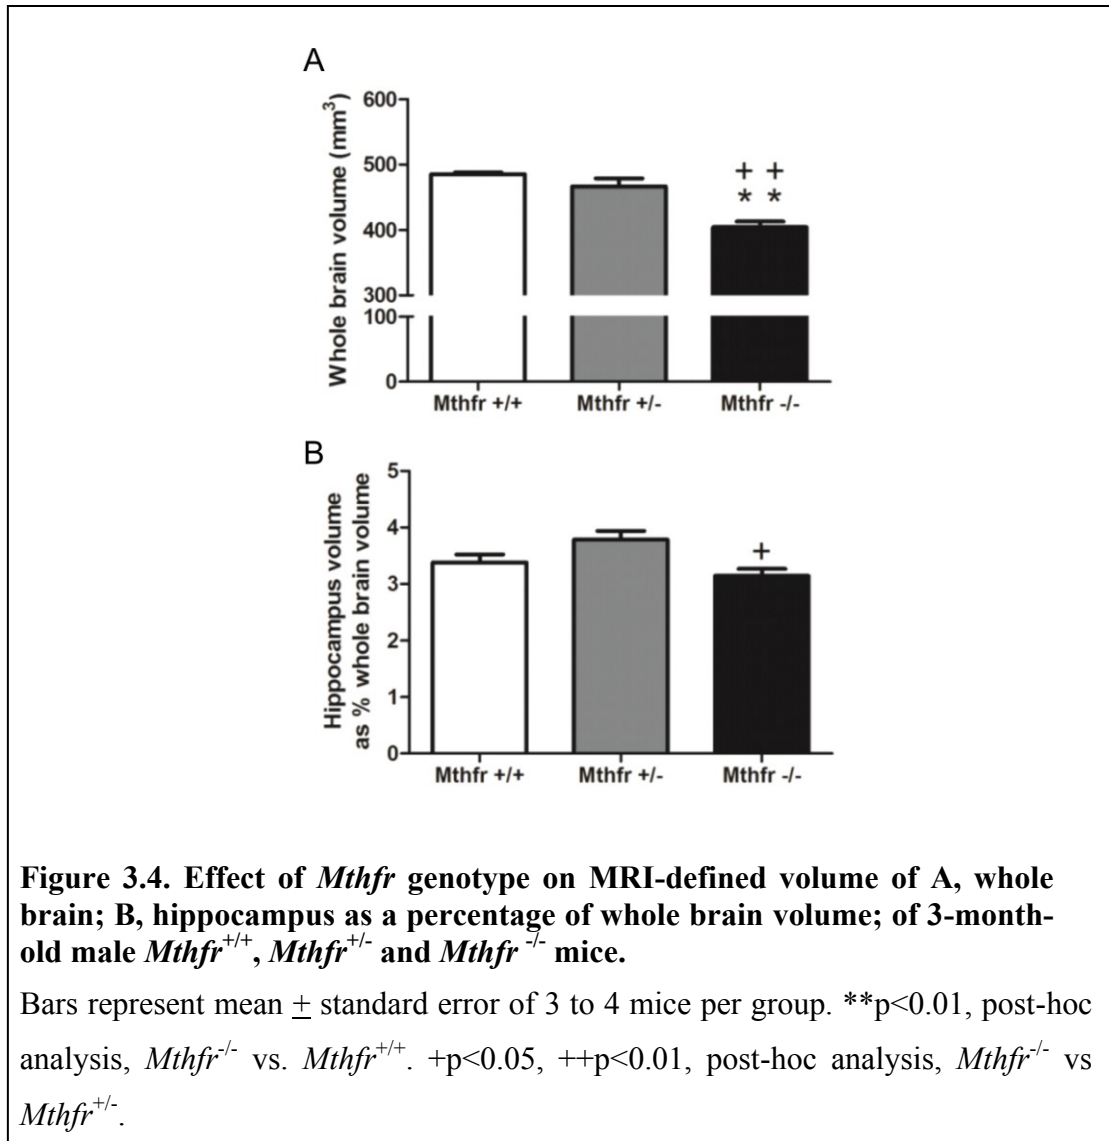 A
Whole brain volume (mm³)
600
500
400
300
100
0
+ +
* *
Mthfr +/+
Mthfr +/-
Mthfr -/-
B
Hippocampus volume
as % whole brain volume
5
4
3
2
1
0
+
Mthfr +/+
Mthfr +/-
Mthfr -/-
Figure 3.4. Effect of Mthfr genotype on MRI-defined volume of A, whole
brain; B, hippocampus as a percentage of whole brain volume; of 3-month-
old male Mthfr+/+, Mthfr+/- and Mthfr -/- mice.
Bars represent mean ± standard error of 3 to 4 mice per group. **p<0.01, post-hoc
analysis, Mthfr-/- vs. Mthfr+/+. +p<0.05, ++p<0.01, post-hoc analysis, Mthfr-/- vs
Mthfr+/-.